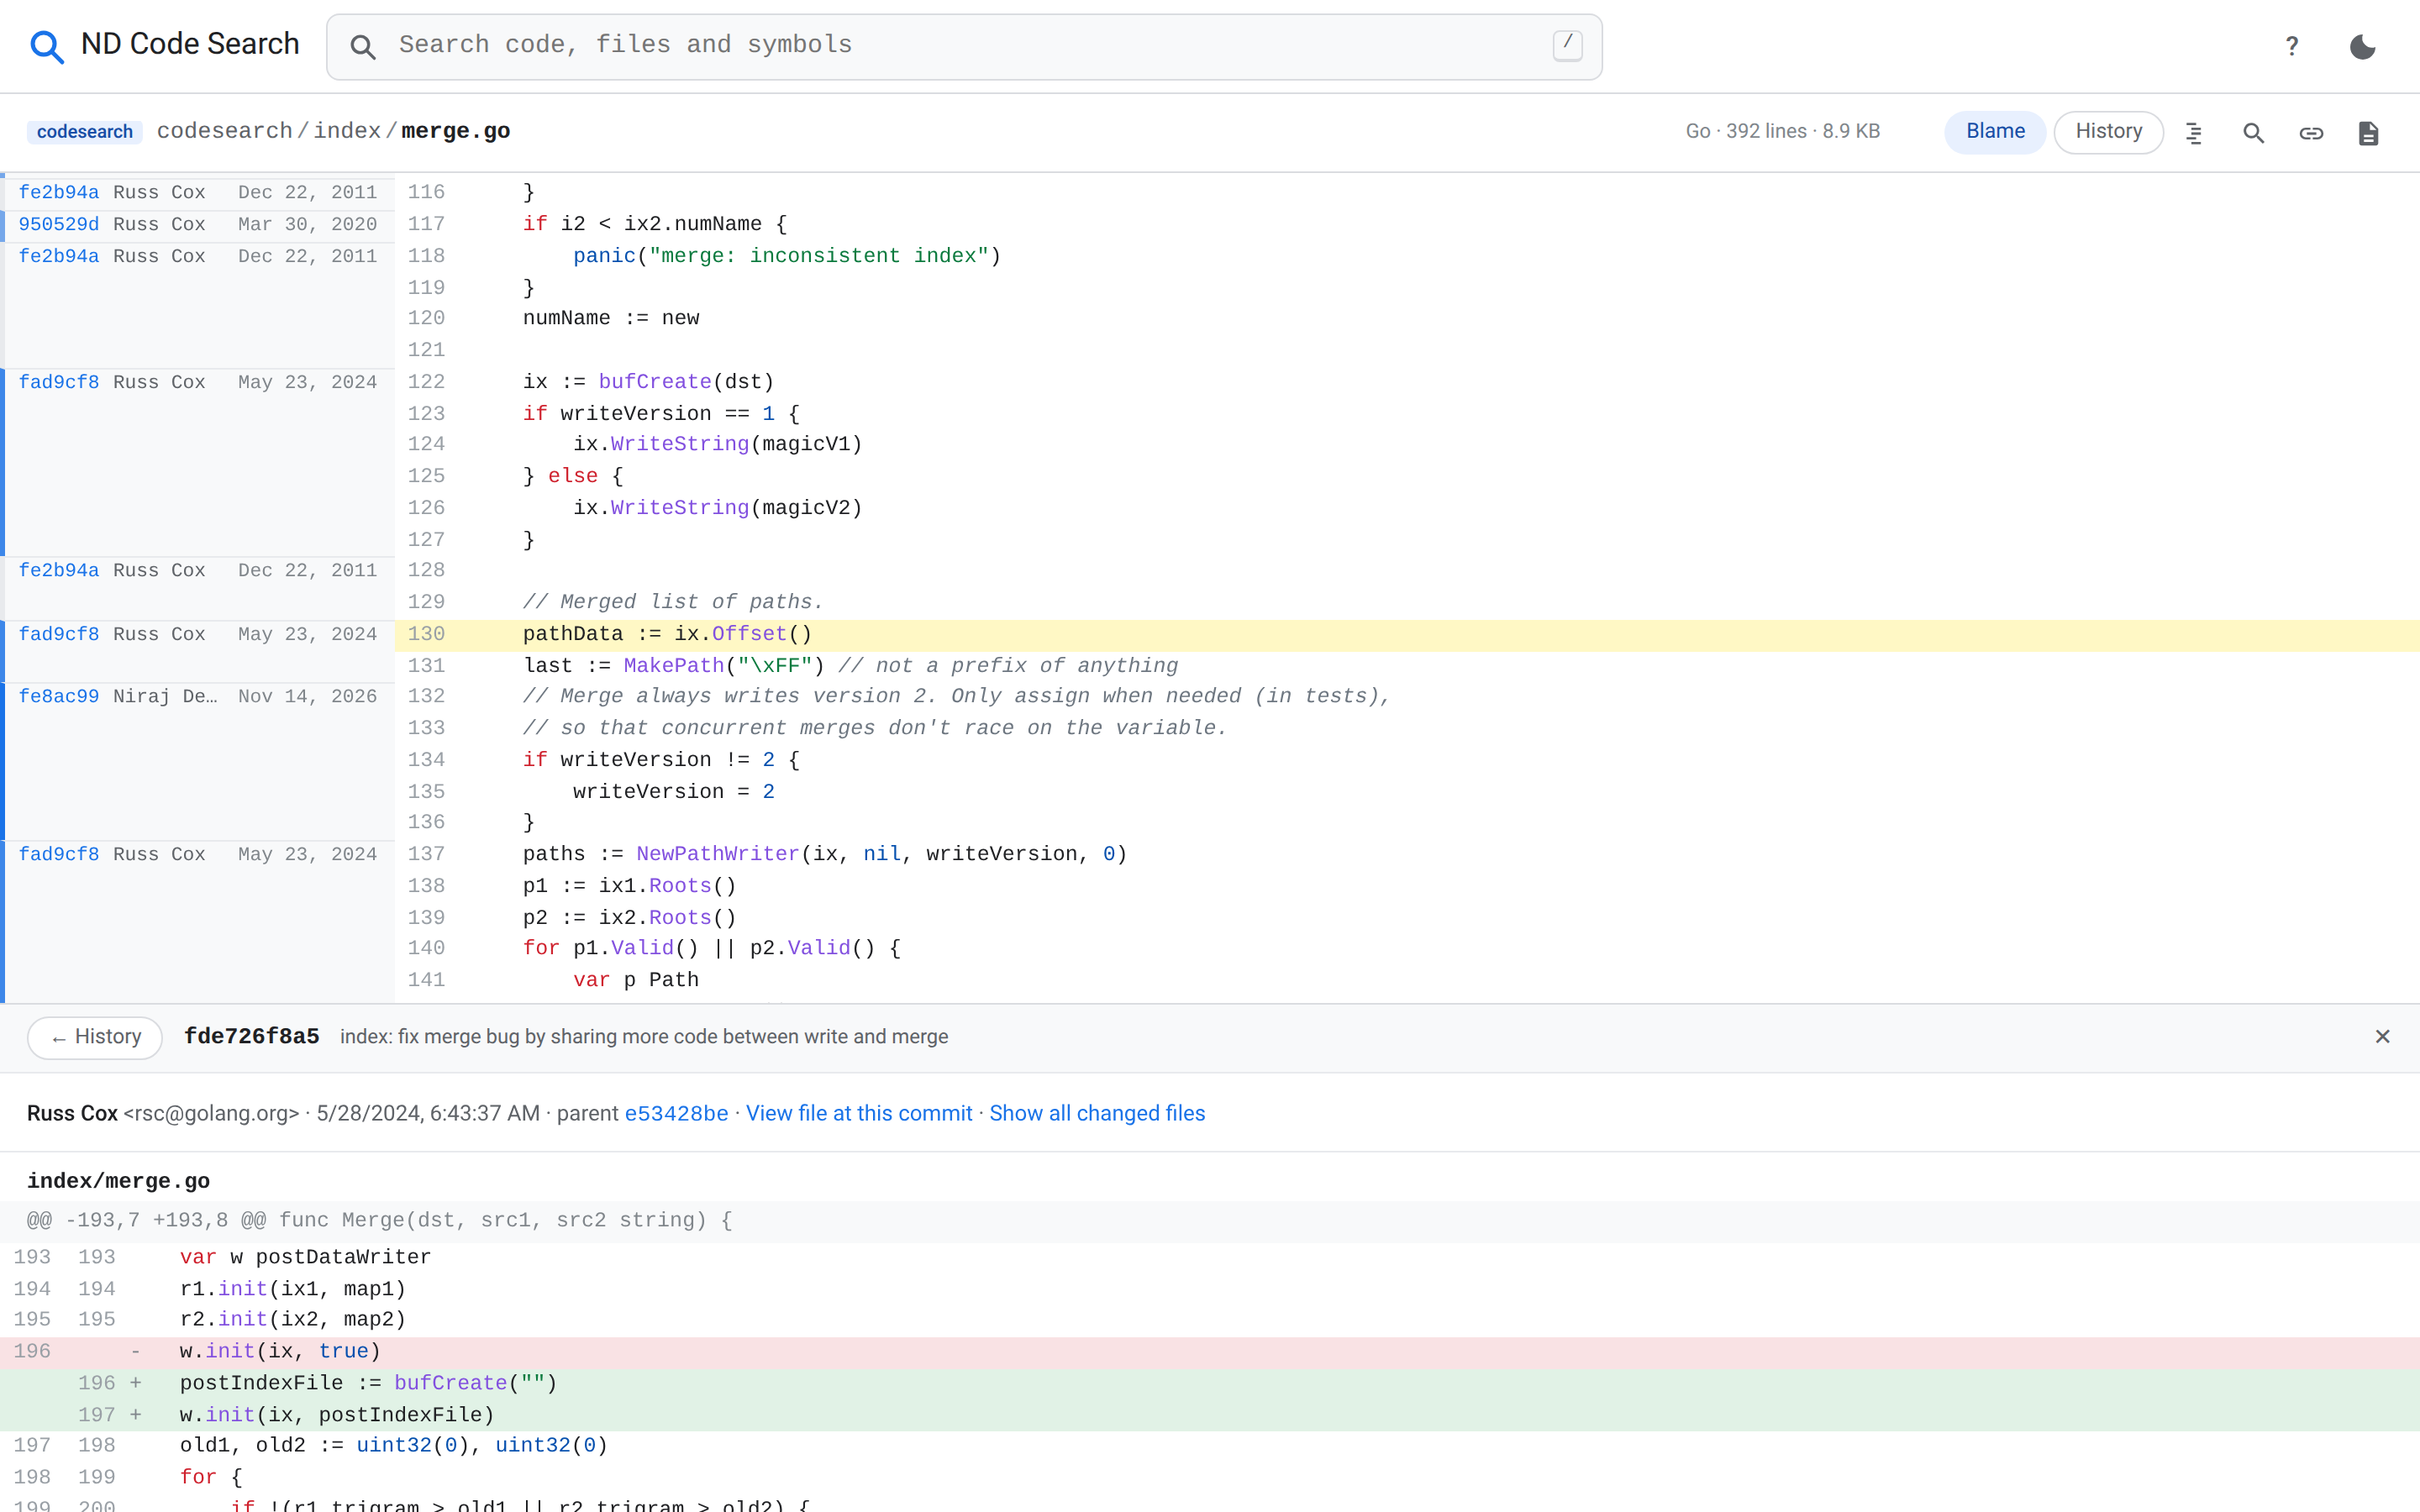 ND Code Search
Search code, files and symbols /
?
codesearch codesearch/index/merge.go Go · 392 lines · 8.9 KB Blame History
fe2b94a Russ Cox Dec 22, 2011 116 }
950529d Russ Cox Mar 30, 2020 117 if i2 < ix2.numName {
fe2b94a Russ Cox Dec 22, 2011 118 panic("merge: inconsistent index")
119 }
120 numName := new
121
fad9cf8 Russ Cox May 23, 2024 122 ix := bufCreate(dst)
123 if writeVersion == 1 {
124 ix.WriteString(magicV1)
125 } else {
126 ix.WriteString(magicV2)
127 }
fe2b94a Russ Cox Dec 22, 2011 128
129 // Merged list of paths.
fad9cf8 Russ Cox May 23, 2024 130 pathData := ix.Offset()
131 last := MakePath("\xFF") // not a prefix of anything
fe8ac99 Niraj De… Nov 14, 2026 132 // Merge always writes version 2. Only assign when needed (in tests),
133 // so that concurrent merges don't race on the variable.
134 if writeVersion != 2 {
135 writeVersion = 2
136 }
fad9cf8 Russ Cox May 23, 2024 137 paths := NewPathWriter(ix, nil, writeVersion, 0)
138 p1 := ix1.Roots()
139 p2 := ix2.Roots()
140 for p1.Valid() || p2.Valid() {
141 var p Path
← History fde726f8a5 index: fix merge bug by sharing more code between write and merge ✕
Russ Cox <rsc@golang.org> · 5/28/2024, 6:43:37 AM · parent e53428be · View file at this commit · Show all changed files
index/merge.go
@@ -193,7 +193,8 @@ func Merge(dst, src1, src2 string) {
193 193 var w postDataWriter
194 194 r1.init(ix1, map1)
195 195 r2.init(ix2, map2)
196 - w.init(ix, true)
196 + postIndexFile := bufCreate("")
197 + w.init(ix, postIndexFile)
197 198 old1, old2 := uint32(0), uint32(0)
198 199 for {
199 200 if !(r1.trigram > old1 || r2.trigram > old2) {